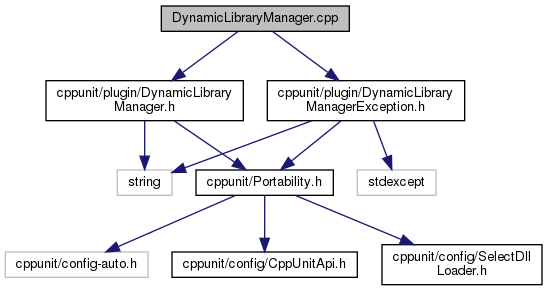 DynamicLibraryManager.cpp
cppunit/plugin/DynamicLibrary
Manager.h
cppunit/plugin/DynamicLibrary
ManagerException.h
string
cppunit/Portability.h
stdexcept
cppunit/config-auto.h
cppunit/config/CppUnitApi.h
cppunit/config/SelectDll
Loader.h